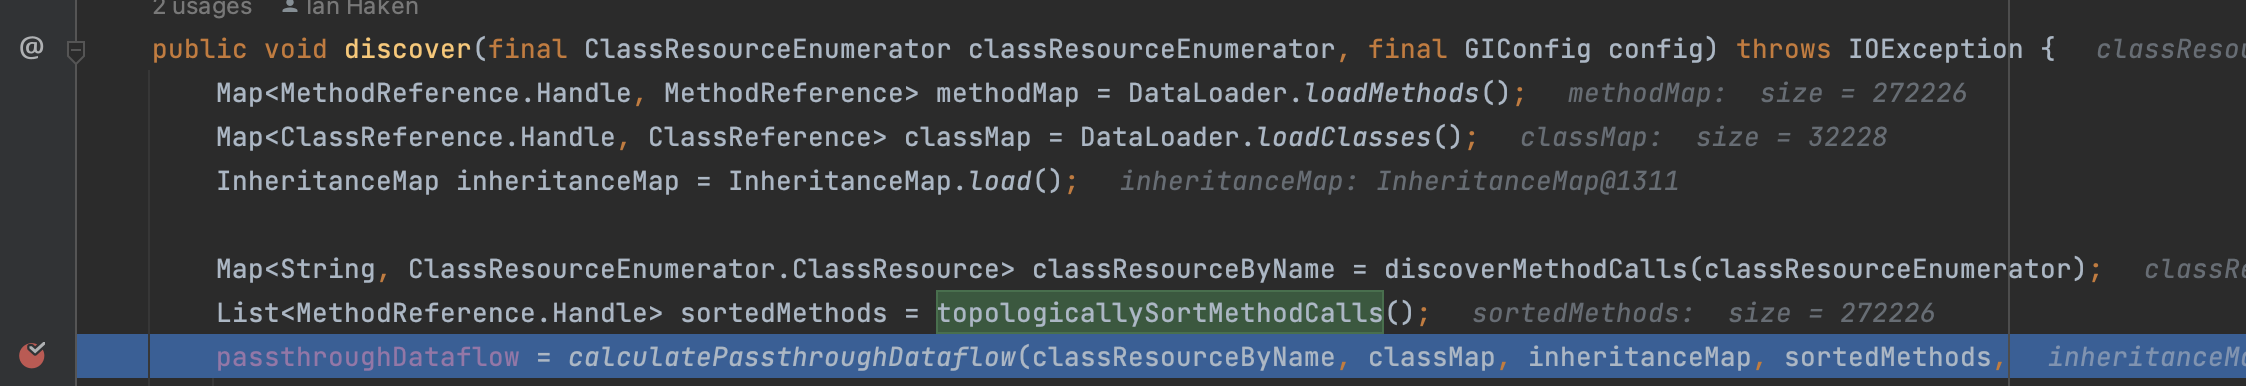 2 usages Ian Haken
@ public void discover(final ClassResourceEnumerator classResourceEnumerator, final GIConfig config) throws IOException {
Map<MethodReference.Handle, MethodReference> methodMap = DataLoader.loadMethods(); methodMap: size = 272226
Map<ClassReference.Handle, ClassReference> classMap = DataLoader.loadClasses(); classMap: size = 32228
InheritanceMap inheritanceMap = InheritanceMap.load(); inheritanceMap: InheritanceMap@1311
Map<String, ClassResourceEnumerator.ClassResource> classResourceByName = discoverMethodCalls(classResourceEnumerator);
List<MethodReference.Handle> sortedMethods = topologicallySortMethodCalls(); sortedMethods: size = 272226
passthroughDataflow = calculatePassthroughDataflow(classResourceByName, classMap, inheritanceMap, sortedMethods,